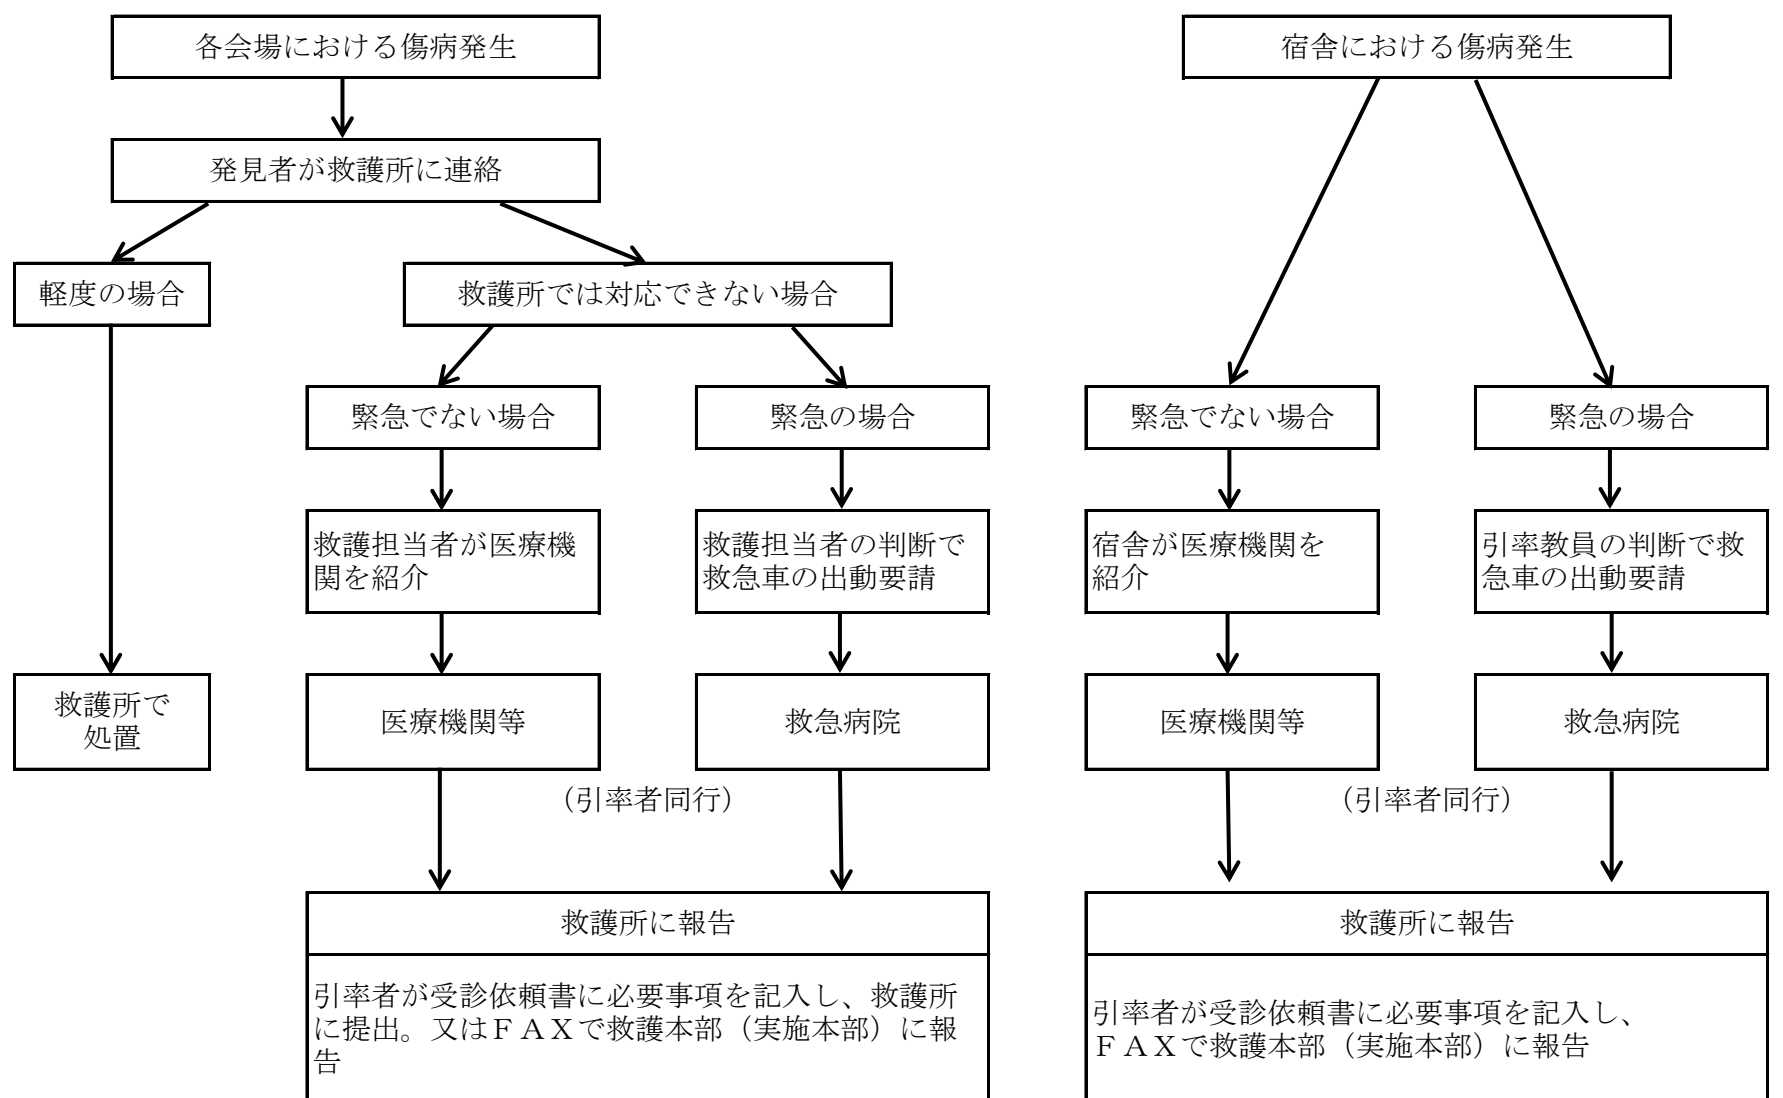 各会場における傷病発生
宿舎における傷病発生
発見者が救護所に連絡
軽度の場合
救護所では対応できない場合
緊急でない場合
緊急の場合
緊急でない場合
緊急の場合
救護担当者が医療機
関を紹介
救護担当者の判断で
救急車の出動要請
宿舎が医療機関を
紹介
引率教員の判断で救
急車の出動要請
救護所で
処置
医療機関等
救急病院
医療機関等
救急病院
（引率者同行）
（引率者同行）
救護所に報告
救護所に報告
引率者が受診依頼書に必要事項を記入し、救護所
に提出。又はＦＡＸで救護本部（実施本部）に報
告
引率者が受診依頼書に必要事項を記入し、
ＦＡＸで救護本部（実施本部）に報告